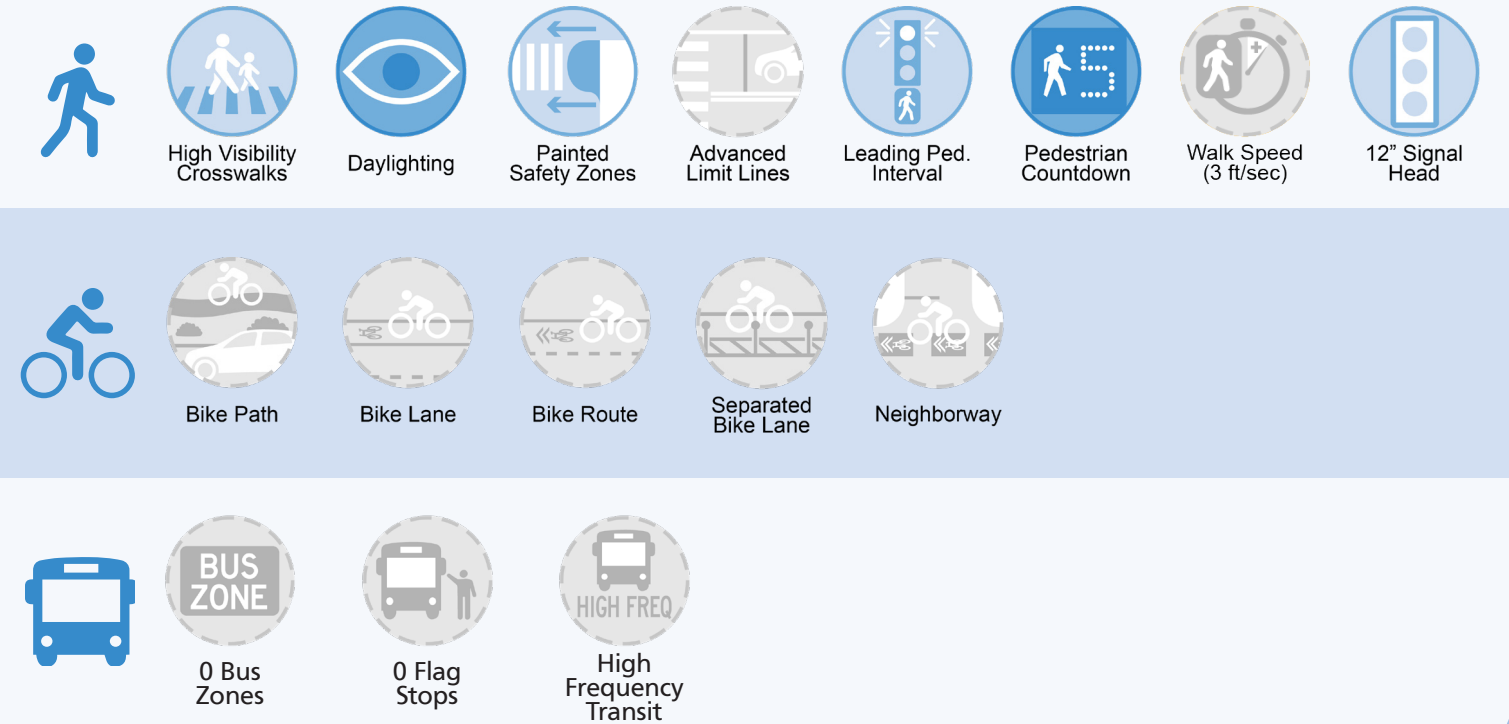 5
High Visibility
Crosswalks
Daylighting
Painted
Safety Zones
Advanced
Limit Lines
Leading Ped.
Interval
Pedestrian
Countdown
Walk Speed
(3 ft/sec)
12” Signal
Head
Bike Path
Bike Lane
Bike Route
Separated
Bike Lane
Neighborway
BUS
ZONE
HIGH FREQ
0 Bus
Zones
0 Flag
Stops
High
Frequency
Transit